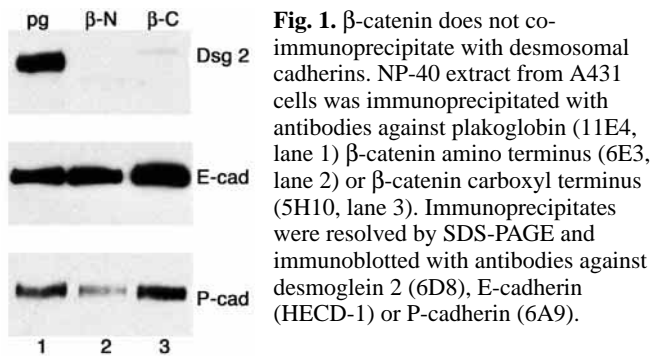 pg β-N β-C
Dsg 2
E-cad
P-cad
1 2 3
Fig. 1. β-catenin does not co-
immunoprecipitate with desmosomal
cadherins. NP-40 extract from A431
cells was immunoprecipitated with
antibodies against plakoglobin (11E4,
lane 1) β-catenin amino terminus (6E3,
lane 2) or β-catenin carboxyl terminus
(5H10, lane 3). Immunoprecipitates
were resolved by SDS-PAGE and
immunoblotted with antibodies against
desmoglein 2 (6D8), E-cadherin
(HECD-1) or P-cadherin (6A9).